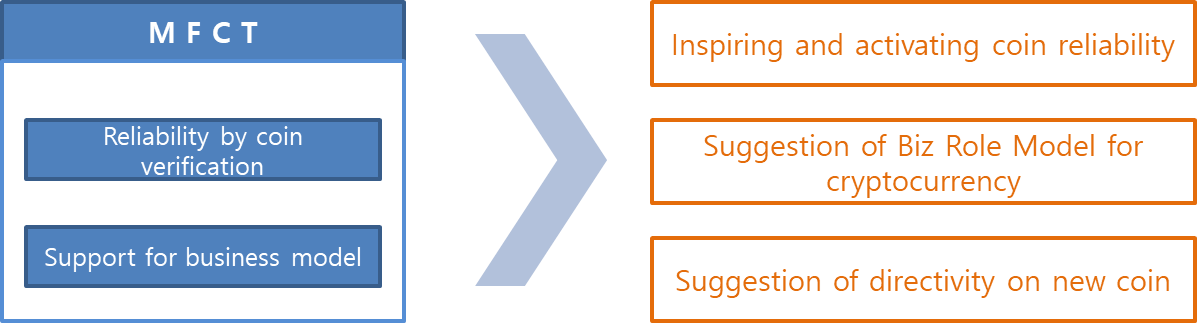 M F C T
Reliability by coin
verification
Support for business model
Inspiring and activating coin reliability
Suggestion of Biz Role Model for
cryptocurrency
Suggestion of directivity on new coin